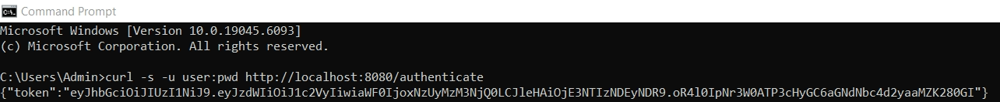 Command Prompt
Microsoft Windows [Version 10.0.19045.6093]
(c) Microsoft Corporation. All rights reserved.
C:\Users\Admin>curl -s -u user:pwd http://localhost:8080/authenticate
{"token":"eyJhbGciOiJIUzI1NiJ9.eyJzdWIiOiJ1c2VyIiwiaWF0IjoxNzUyMzM3NjQ0LCJleHAiOjE3NTIzNDEyNDR9.oR4l0IpNr3W0ATP3cHyGC6aGNdNbc4d2yaaMZK280GI"}